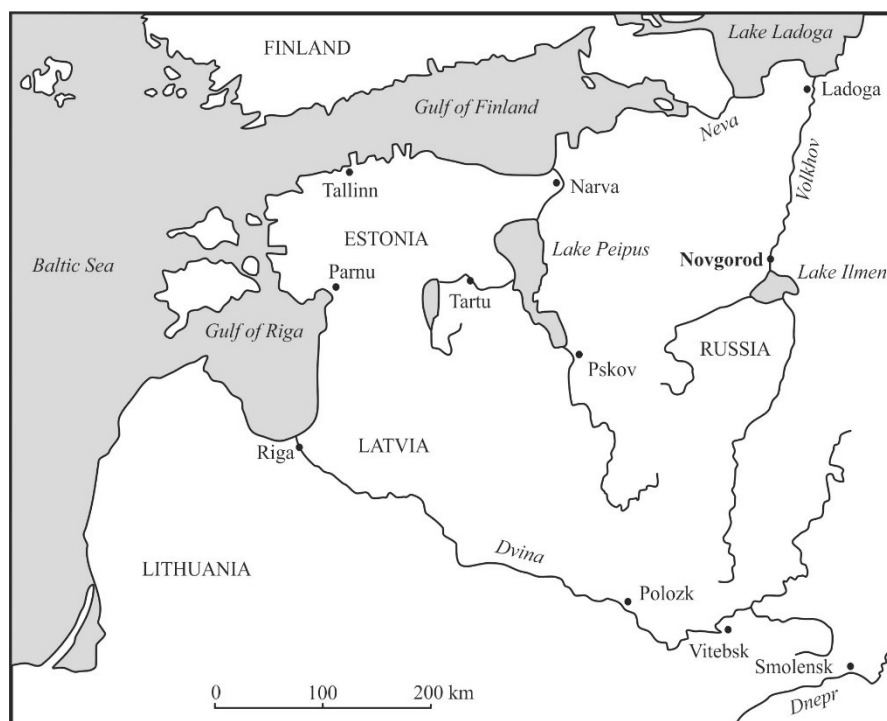 FINLAND
Lake Ladoga
Ladoga
Gulf of Finland
Neva
Volkhov
Tallinn
Narva
ESTONIA
Lake Peipus
Novgorod
Baltic Sea
Parnu
Tartu
Lake Ilmen
Gulf of Riga
RUSSIA
Pskov
Riga
LATVIA
Dvina
LITHUANIA
Polozk
Vitebsk
Smolensk
0 100 200 km
Dnepr